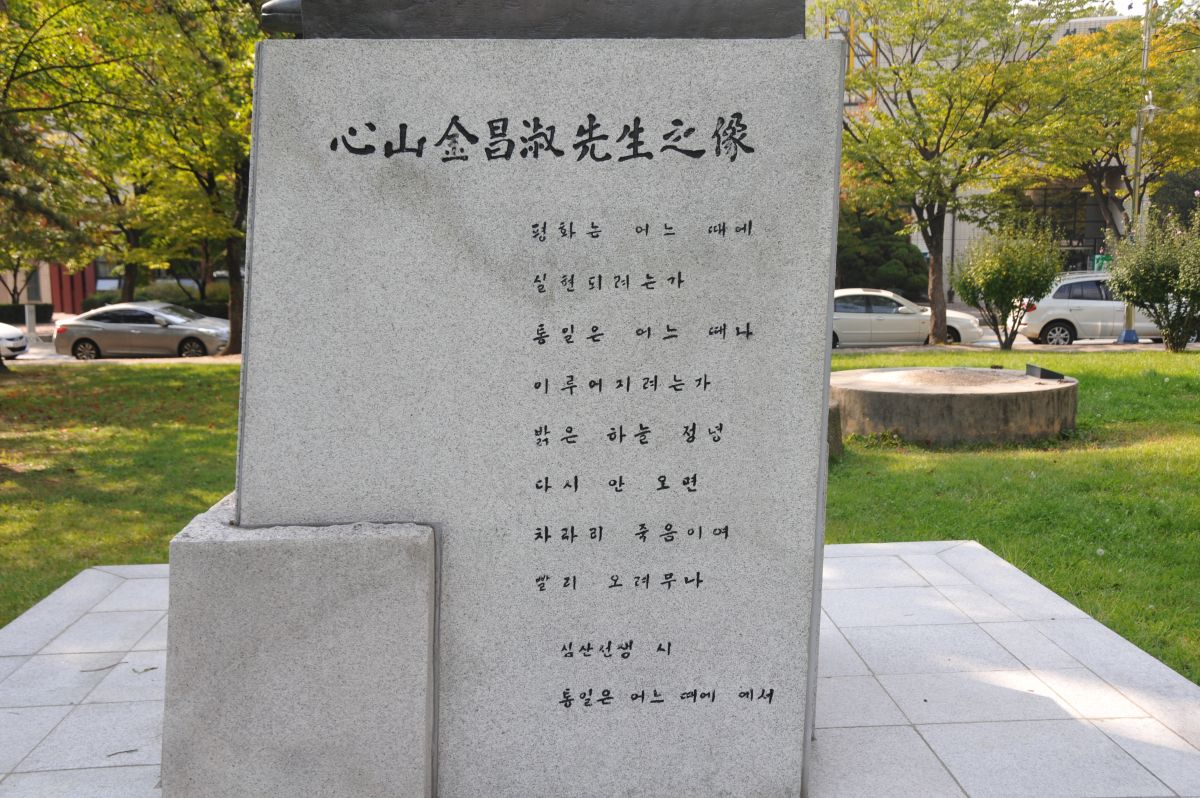 心山金昌淑先生之像
평화는 어느 때에
실현되려는가
통일은 어느 때나
이루어지려는가
밝은 하늘 정녕
다시 안 오면
차라리 죽음이여
빨리 오려무나
심산선생 시
통일은 어느 때에 에서